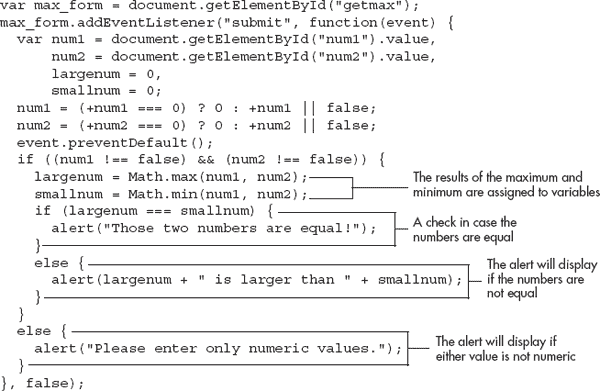 var max_form = document.getElementById("getmax");
max_form.addEventListener("submit", function(event) {
var num1 = document.getElementById("num1").value,
num2 = document.getElementById("num2").value,
largenum = 0,
smallnum = 0;
num1 = (+num1 === 0) ? 0 : +num1 || false;
num2 = (+num2 === 0) ? 0 : +num2 || false;
event.preventDefault();
if ((num1 !== false) && (num2 !== false)) {
largenum = Math.max(num1, num2);
smallnum = Math.min(num1, num2);
The results of the maximum and
minimum are assigned to variables
if (largenum === smallnum) {
alert("Those two numbers are equal!");
}
A check in case the
numbers are equal
else {
alert(largenum + " is larger than " + smallnum);
}
The alert will display
if the numbers are
not equal
}
else {
alert("Please enter only numeric values.");
}
The alert will display if
either value is not numeric
}, false);